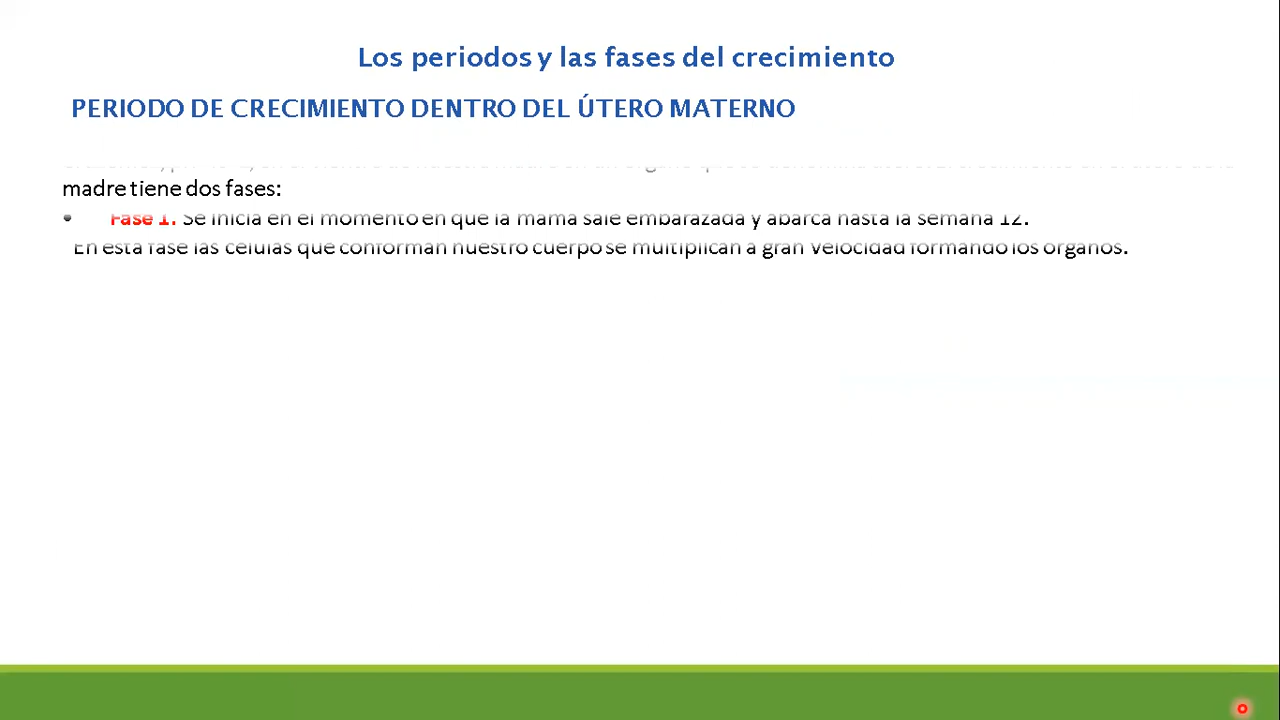 Los periodos y las fases del crecimiento
PERIODO DE CRECIMIENTO DENTRO DEL ÚTERO MATERNO
madre tiene dos fases:
• Fase 1. Se inicia en el momento en que la mamá sale embarazada y abarca hasta la semana 12.
En esta fase las células que conforman nuestro cuerpo se multiplican a gran velocidad formando los órganos.